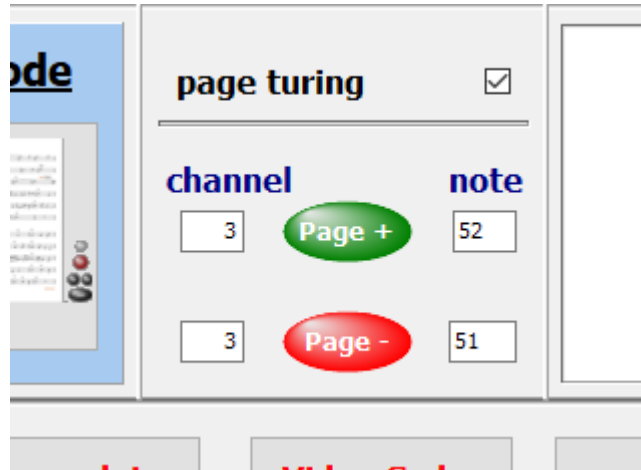 ode
page turing
channel note
3 Page + 52
3 Page - 51